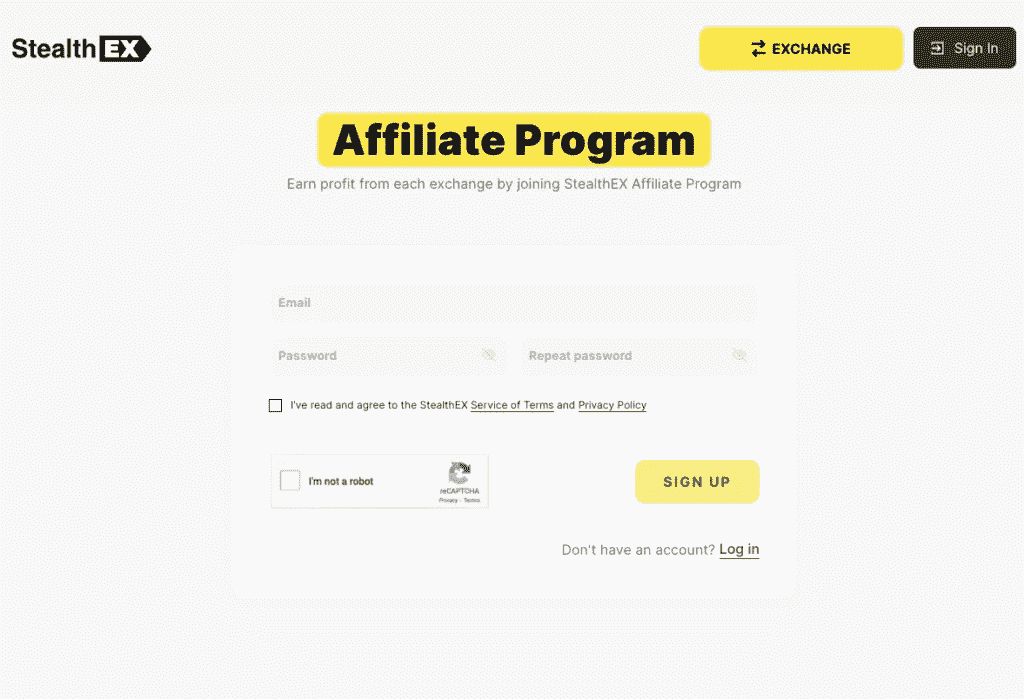 StealthEX
EXCHANGE
Sign In
Affiliate Program
Earn profit from each exchange by joining StealthEX Affiliate Program
Email
Password
Repeat password
I've read and agree to the StealthEX Service of Terms and Privacy Policy
I'm not a robot
reCAPTCHA
Privacy - Terms
SIGN UP
Don't have an account? Log in